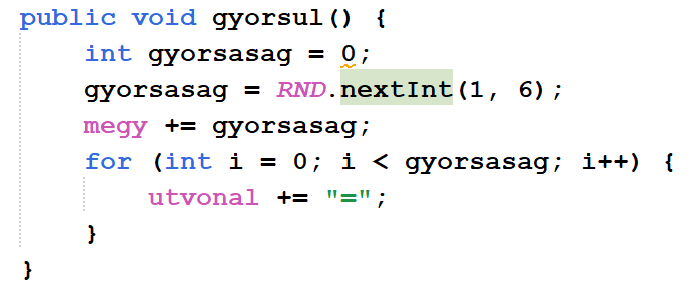 public void gyorsul() {
    int gyorsasag = 0;
    gyorsasag = RND.nextInt(1, 6);
    megy += gyorsasag;
    for (int i = 0; i < gyorsasag; i++) {
        utvonal += "=";
    }
}